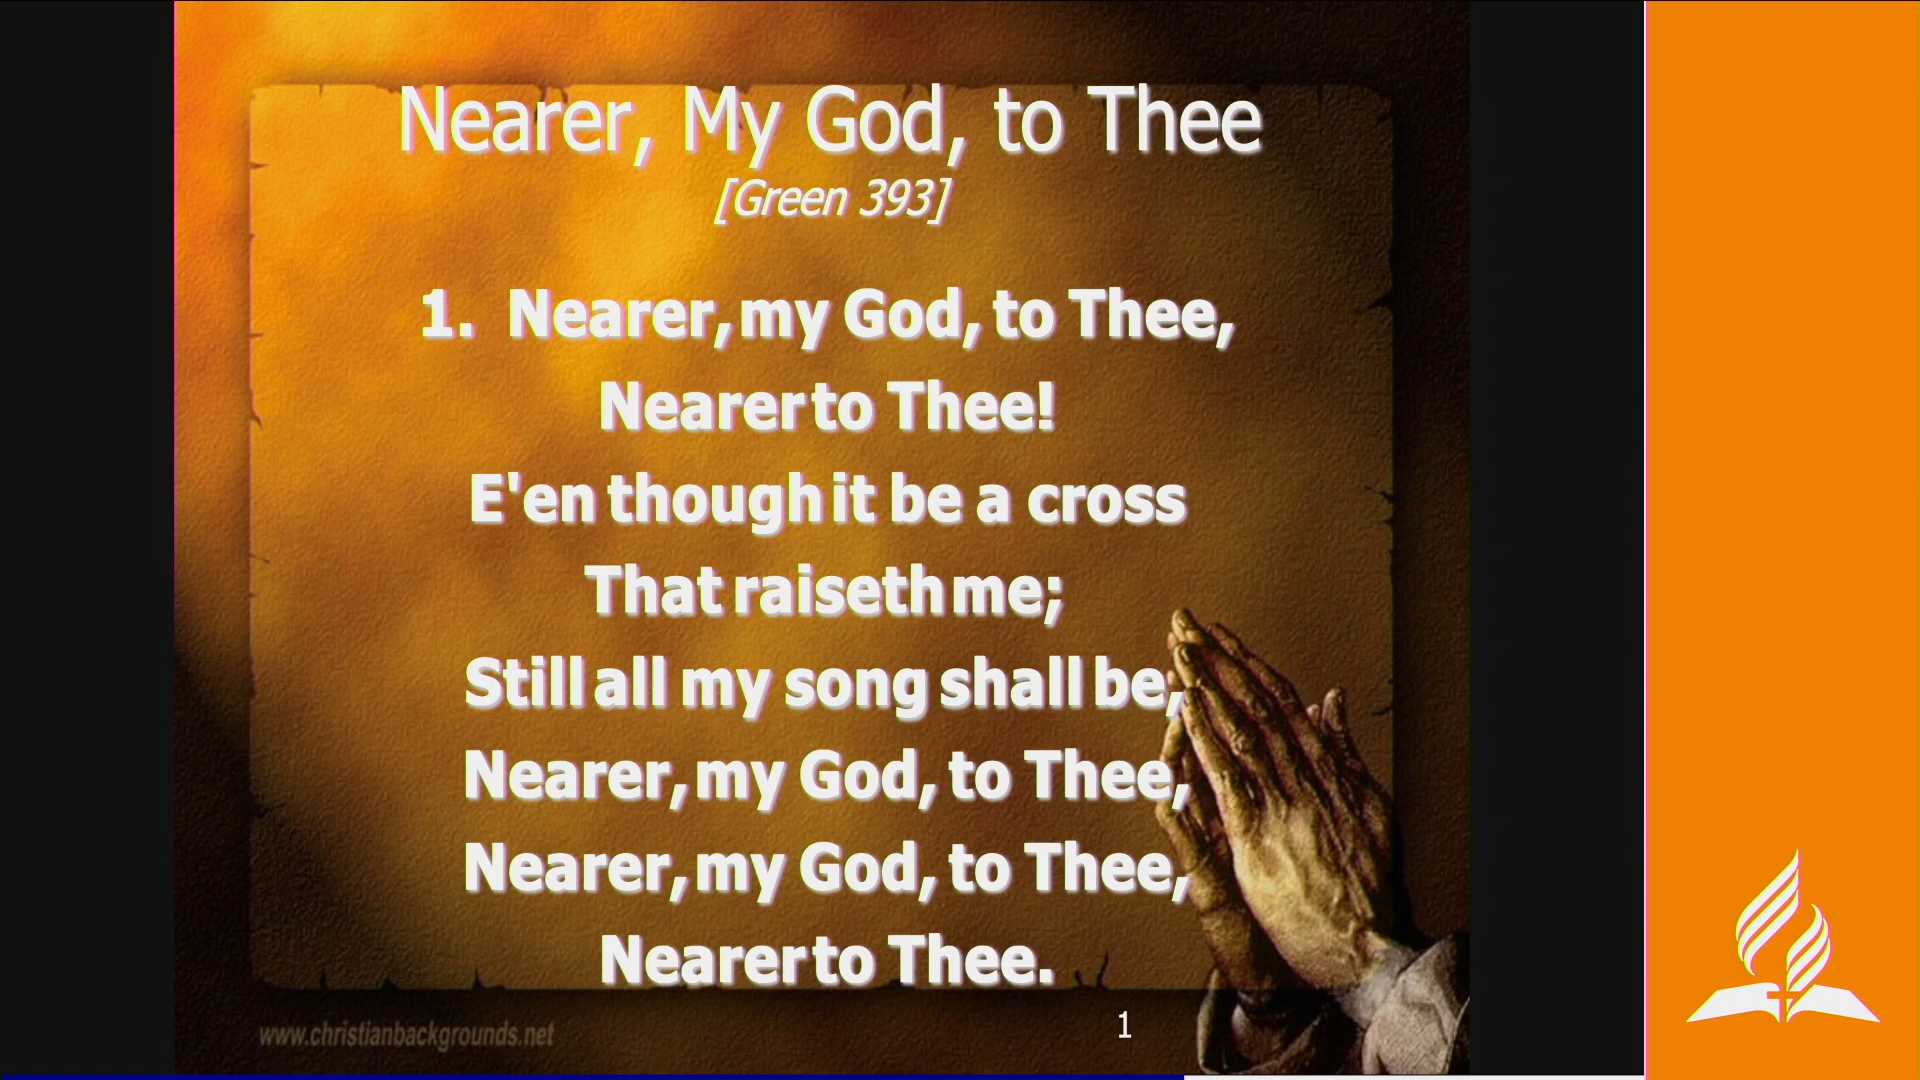 Nearer, My God, to Thee
[Green 393]
1. Nearer, my God, to Thee,
Nearer to Thee!
E'en though it be a cross
That raiseth me;
Still all my song shall be,
Nearer, my God, to Thee,
Nearer, my God, to Thee,
Nearer to Thee.
1
www.christianbackgrounds.net